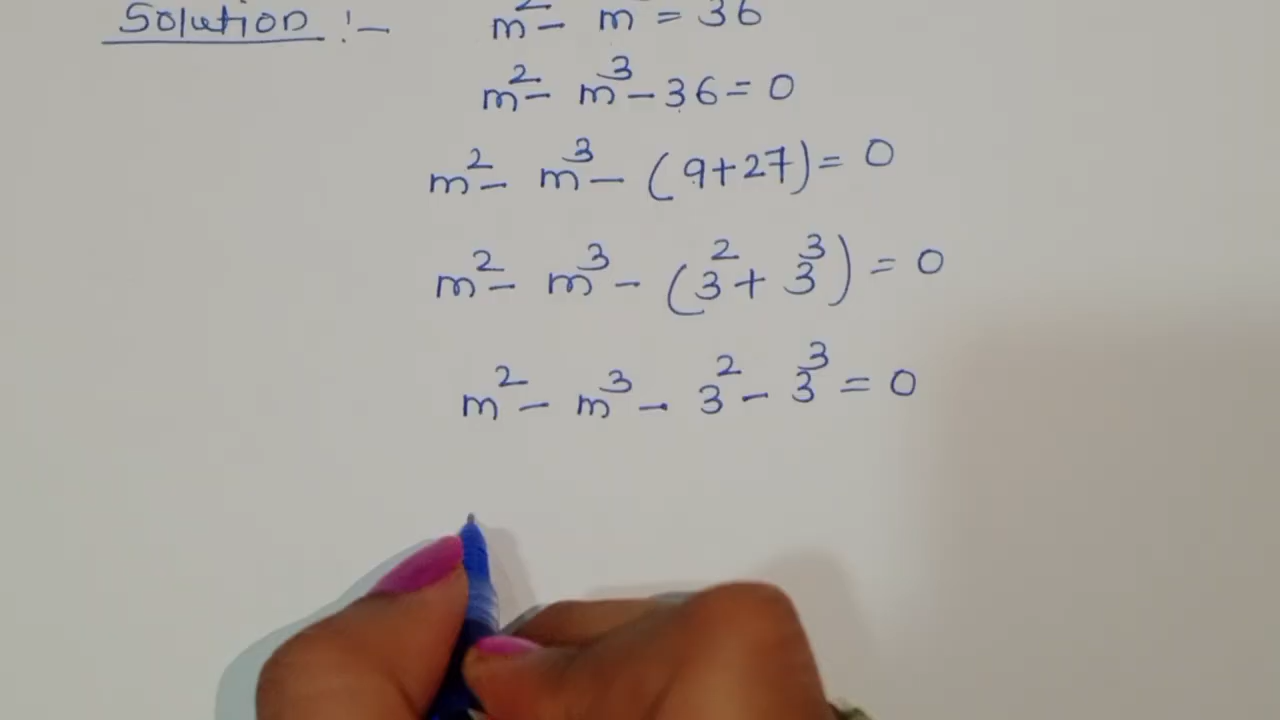 Solution :- m² - m = 36
m² - m³ - 36 = 0
m² - m³ - (9+27) = 0
m² - m³ - (3² + 3³) = 0
m² - m³ - 3² - 3³ = 0